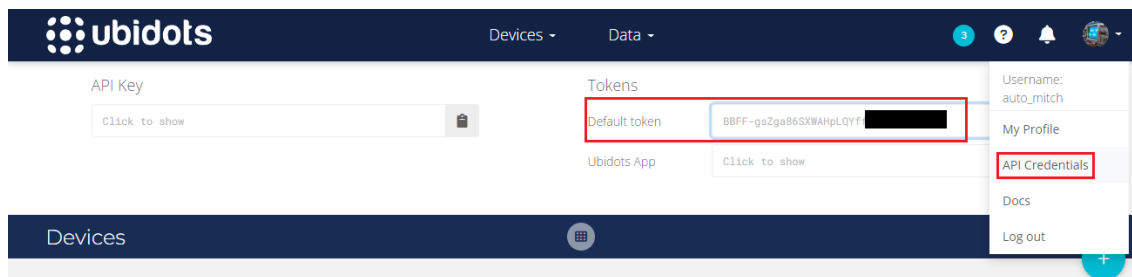 ubidots
Devices
Data
3
?
API Key
Click to show
Tokens
Default token
BBFF-gsZga86SXWAHpLQYf
Ubidots App
Click to show
Username:
auto_mitch
My Profile
API Credentials
Docs
Log out
Devices
+